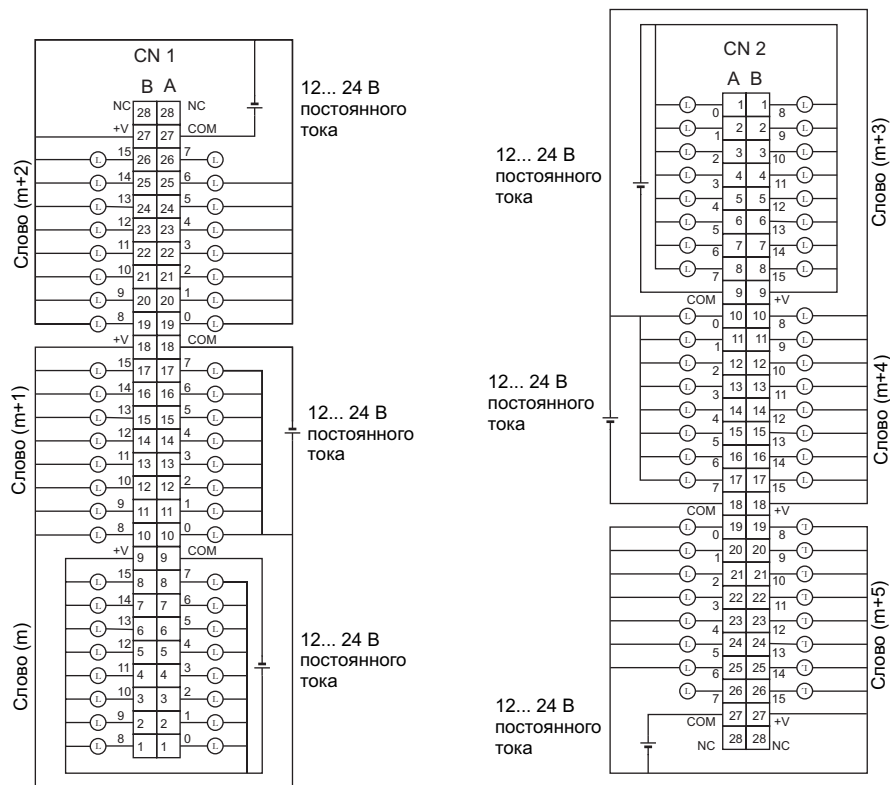 CN 1
B A
12... 24 В
постоянного
тока
Слово (m+2)
NC 28 28 NC
+V 27 27 COM
L 15 26 26 7 L
L 14 25 25 6 L
L 13 24 24 5 L
L 12 23 23 4 L
L 11 22 22 3 L
L 10 21 21 2 L
L 9 20 20 1 L
L 8 19 19 0 L
Слово (m+1)
+V 18 18 COM
L 15 17 17 7 L
L 14 16 16 6 L
L 13 15 15 5 L
L 12 14 14 4 L
L 11 13 13 3 L
L 10 12 12 2 L
L 9 11 11 1 L
L 8 10 10 0 L
12... 24 В
постоянного
тока
Слово (m)
+V 9 9 COM
L 15 8 8 7 L
L 14 7 7 6 L
L 13 6 6 5 L
L 12 5 5 4 L
L 11 4 4 3 L
L 10 3 3 2 L
L 9 2 2 1 L
L 8 1 1 0 L
12... 24 В
постоянного
тока
CN 2
A B
12... 24 В
постоянного
тока
Слово (m+3)
L 0 1 1 8 L
L 1 2 2 9 L
L 2 3 3 10 L
L 3 4 4 11 L
L 4 5 5 12 L
L 5 6 6 13 L
L 6 7 7 14 L
L 7 8 8 15 L
COM 9 9 +V
12... 24 В
постоянного
тока
Слово (m+4)
L 0 10 10 8 L
L 1 11 11 9 L
L 2 12 12 10 L
L 3 13 13 11 L
L 4 14 14 12 L
L 5 15 15 13 L
L 6 16 16 14 L
L 7 17 17 15 L
COM 18 18 +V
Слово (m+5)
L 0 19 19 8 L
L 1 20 20 9 L
L 2 21 21 10 L
L 3 22 22 11 L
L 4 23 23 12 L
L 5 24 24 13 L
L 6 25 25 14 L
L 7 26 26 15 L
COM 27 27 +V
NC 28 28 NC
12... 24 В
постоянного
тока